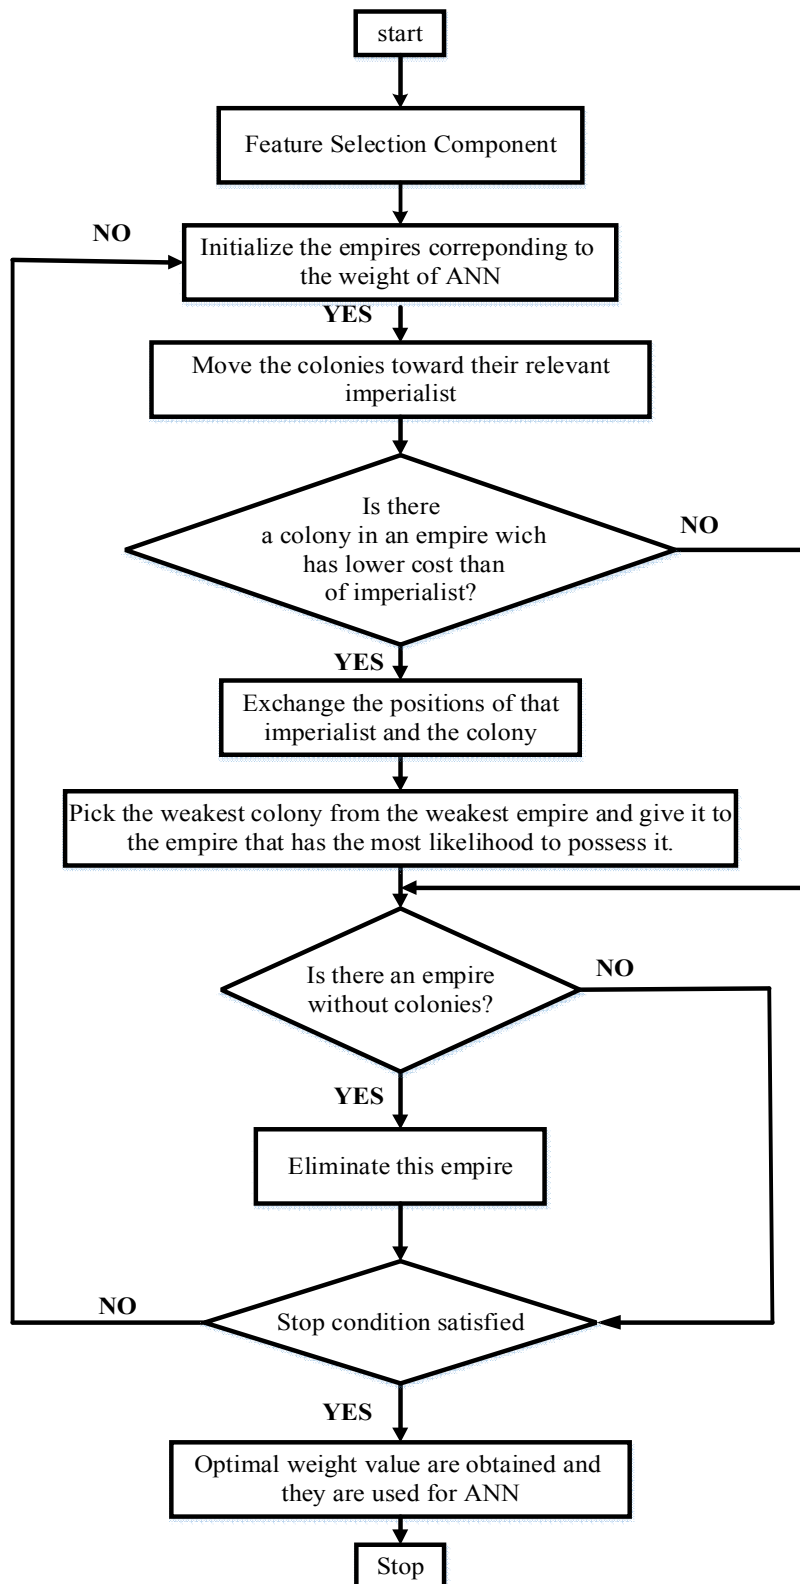 start
Feature Selection Component
NO
Initialize the empires correponding to
the weight of ANN
YES
Move the colonies toward their relevant
imperialist
Is there
a colony in an empire wich
has lower cost than
of imperialist?
NO
YES
Exchange the positions of that
imperialist and the colony
Pick the weakest colony from the weakest empire and give it to
the empire that has the most likelihood to possess it.
Is there an empire
without colonies?
NO
YES
Eliminate this empire
NO
Stop condition satisfied
YES
Optimal weight value are obtained and
they are used for ANN
Stop